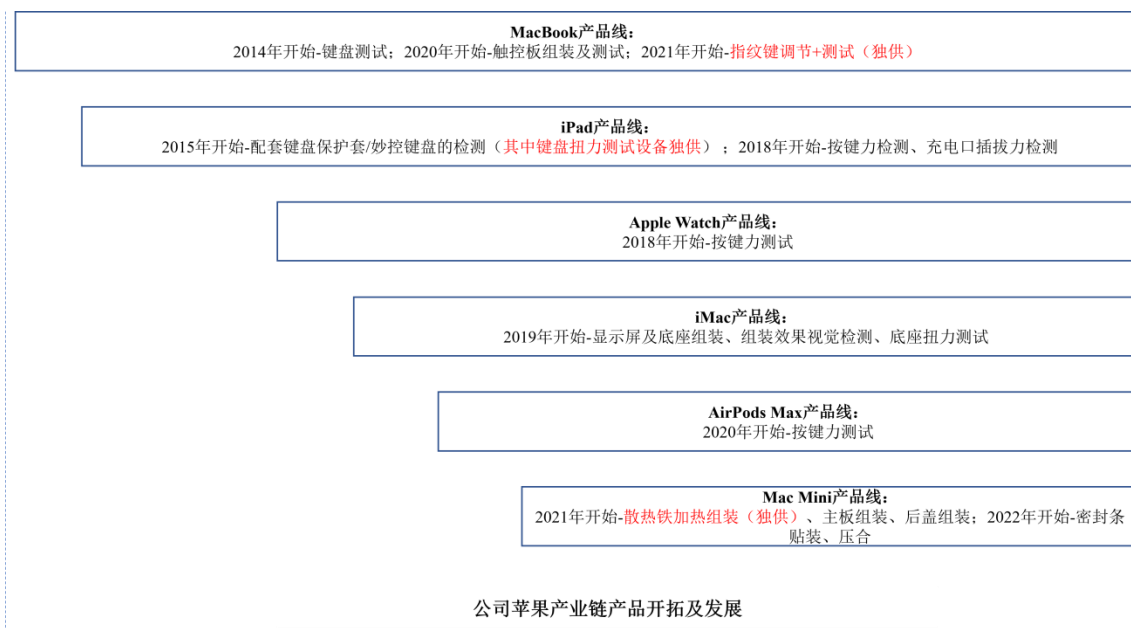 MacBook产品线：
2014年开始-键盘测试；2020年开始-触控板组装及测试；2021年开始-指纹键调节+测试（独供）
iPad产品线：
2015年开始-配套键盘保护套/妙控键盘的检测（其中键盘扭力测试设备独供）；2018年开始-按键力检测、充电口插拔力检测
Apple Watch产品线：
2018年开始-按键力测试
iMac产品线：
2019年开始-显示屏及底座组装、组装效果视觉检测、底座扭力测试
AirPods Max产品线：
2020年开始-按键力测试
Mac Mini产品线：
2021年开始-散热铁加热组装（独供）、主板组装、后盖组装；2022年开始-密封条
贴装、压合
公司苹果产业链产品开拓及发展